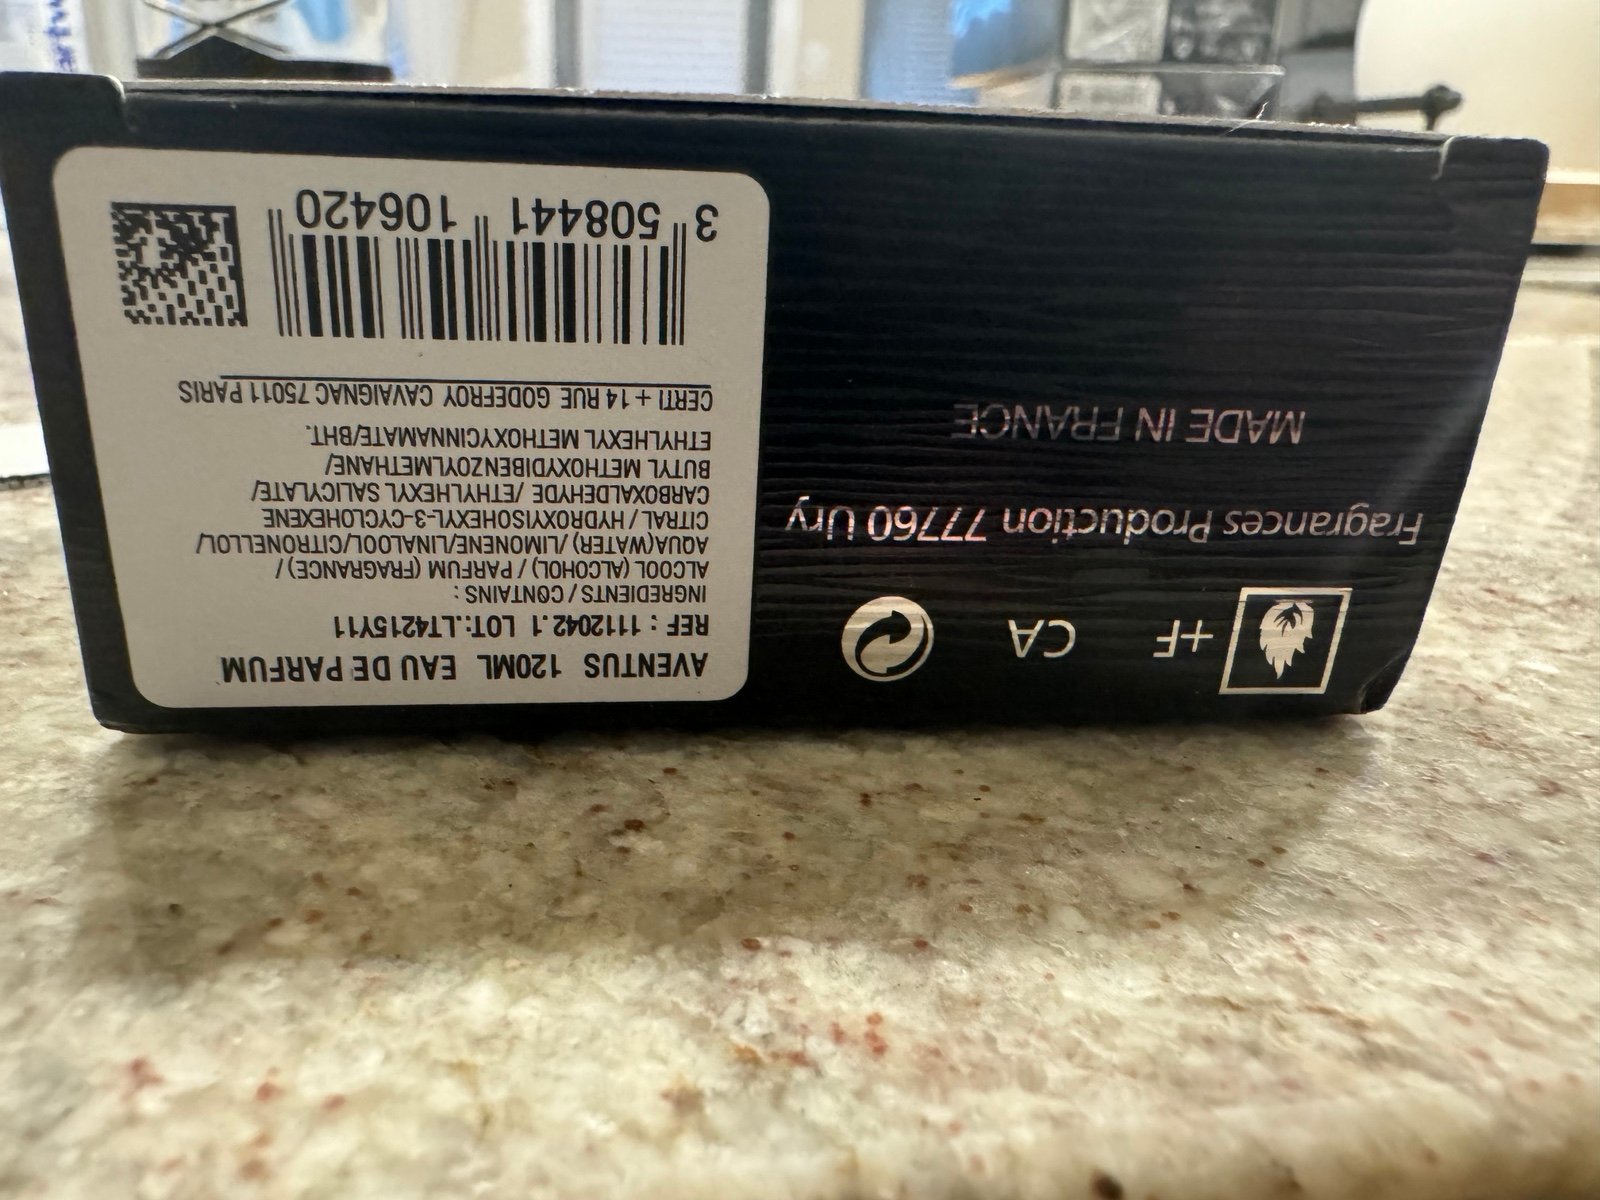 AVENTUS 120ML EAU DE PARFUM
REF : 1112042.1 LOT:.LT4215Y11
INGREDIENTS / CONTAINS :
ALCOOL (ALCOHOL) / PARFUM (FRAGRANCE) /
AQUA(WATER) /LIMONENE/LINALOOL/CITRONELLOL/
CITRAL / HYDROXYISOHEXYL-3-CYCLOHEXENE
CARBOXALDEHYDE /ETHYLHEXYL SALICYLATE/
BUTYL METHOXYDIBENZOYLMETHANE/
ETHYLHEXYL METHOXYCINNAMATE/BHT.
CERTI + 14 RUE GODEFROY CAVAIGNAC 75011 PARIS
3 508441 106420
+F CA
Fragrances Production 77760 Ury
MADE IN FRANCE